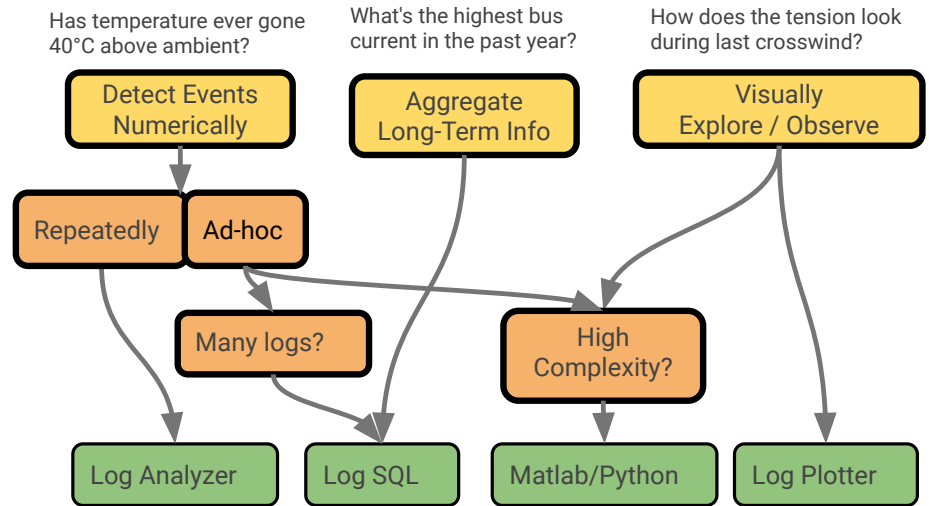 Has temperature ever gone
40°C above ambient?
What's the highest bus
current in the past year?
How does the tension look
during last crosswind?
Detect Events
Numerically
Aggregate
Long-Term Info
Visually
Explore / Observe
Repeatedly
Ad-hoc
Many logs?
High
Complexity?
Log Analyzer
Log SQL
Matlab/Python
Log Plotter